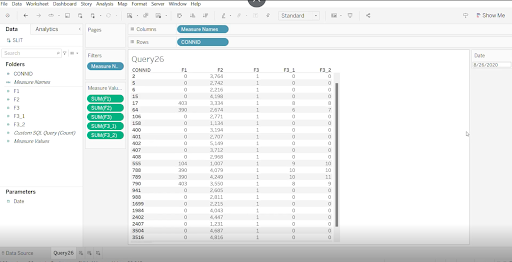 File Data Worksheet Dashboard Story Analysis Map Format Server Window Help
Standard
Show Me
Data Analytics
SLIT
Search
Folders
CONNID
Measure Names
F1
F2
F3
F3_1
F3_2
Custom SQL Query (Count)
Measure Values
Parameters
Date
Pages
Filters
Measure N..
Measure Valu..
SUM(F1)
SUM(F2)
SUM(F3)
SUM(F3_1)
SUM(F3_2)
Columns Measure Names
Rows CONNID
Query26
CONNID F1 F2 F3 F3_1 F3_2
2 0 3,764 1 0 0
5 0 2,742 1 0 0
6 0 2,216 1 0 0
15 0 4,198 1 0 0
17 403 3,334 1 8 8
64 390 2,674 1 6 7
106 0 2,771 1 0 0
158 0 1,134 1 0 0
400 0 3,194 1 0 0
401 0 2,707 1 0 0
402 0 5,149 1 0 0
407 0 3,712 1 0 0
408 0 2,968 1 0 0
555 104 1,007 1 9 10
788 390 4,079 1 10 10
789 390 4,249 1 10 11
790 403 3,550 1 8 9
941 0 2,605 1 0 0
988 0 2,811 1 0 0
1699 0 2,215 1 0 0
1984 0 4,043 1 0 0
2402 0 4,447 1 0 0
2407 0 1,231 1 0 0
3504 0 4,687 1 0 0
3516 0 4,816 1 0 0
Date
8/26/2020
Data Source Query26